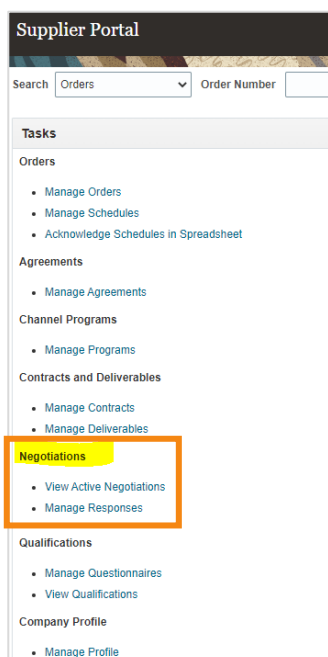 Supplier Portal
Search Orders Order Number
Tasks
Orders
Manage Orders
Manage Schedules
Acknowledge Schedules in Spreadsheet
Agreements
Manage Agreements
Channel Programs
Manage Programs
Contracts and Deliverables
Manage Contracts
Manage Deliverables
Negotiations
View Active Negotiations
Manage Responses
Qualifications
Manage Questionnaires
View Qualifications
Company Profile
Manage Profile